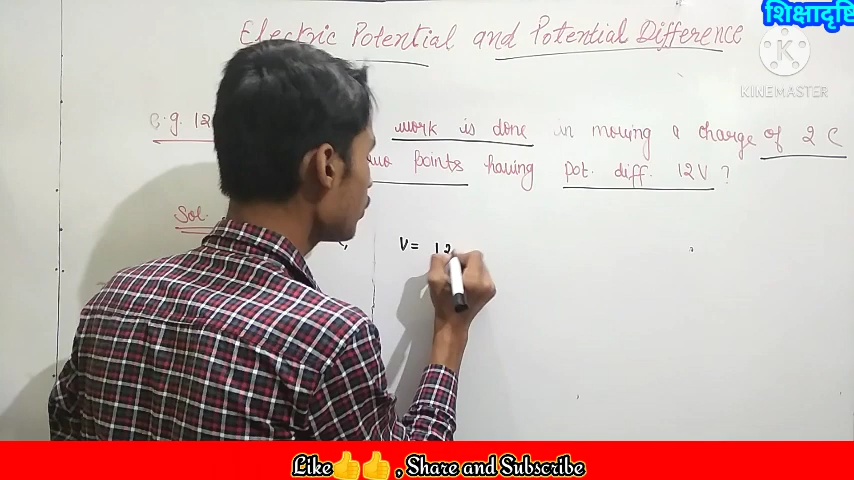 शिक्षादृष्टि
Electric Potential and Potential Difference
K
KINEMASTER
e.g. 12 work is done in moving a charge of 2 C
two points having pot. diff. 12V ?
Sol.
V= 12
Like👍👍 , Share and Subscribe